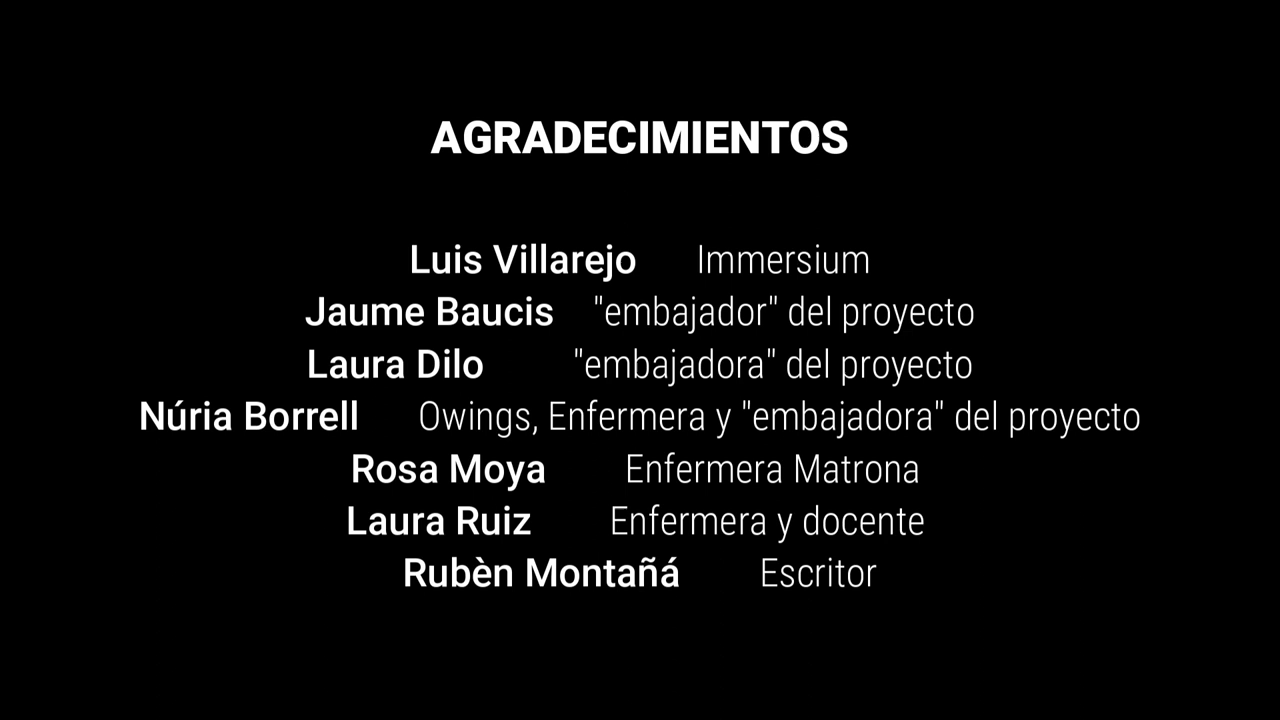 AGRADECIMIENTOS
Luis Villarejo Immersium
Jaume Baucis "embajador" del proyecto
Laura Dilo "embajadora" del proyecto
Núria Borrell Owings, Enfermera y "embajadora" del proyecto
Rosa Moya Enfermera Matrona
Laura Ruiz Enfermera y docente
Rubèn Montañá Escritor